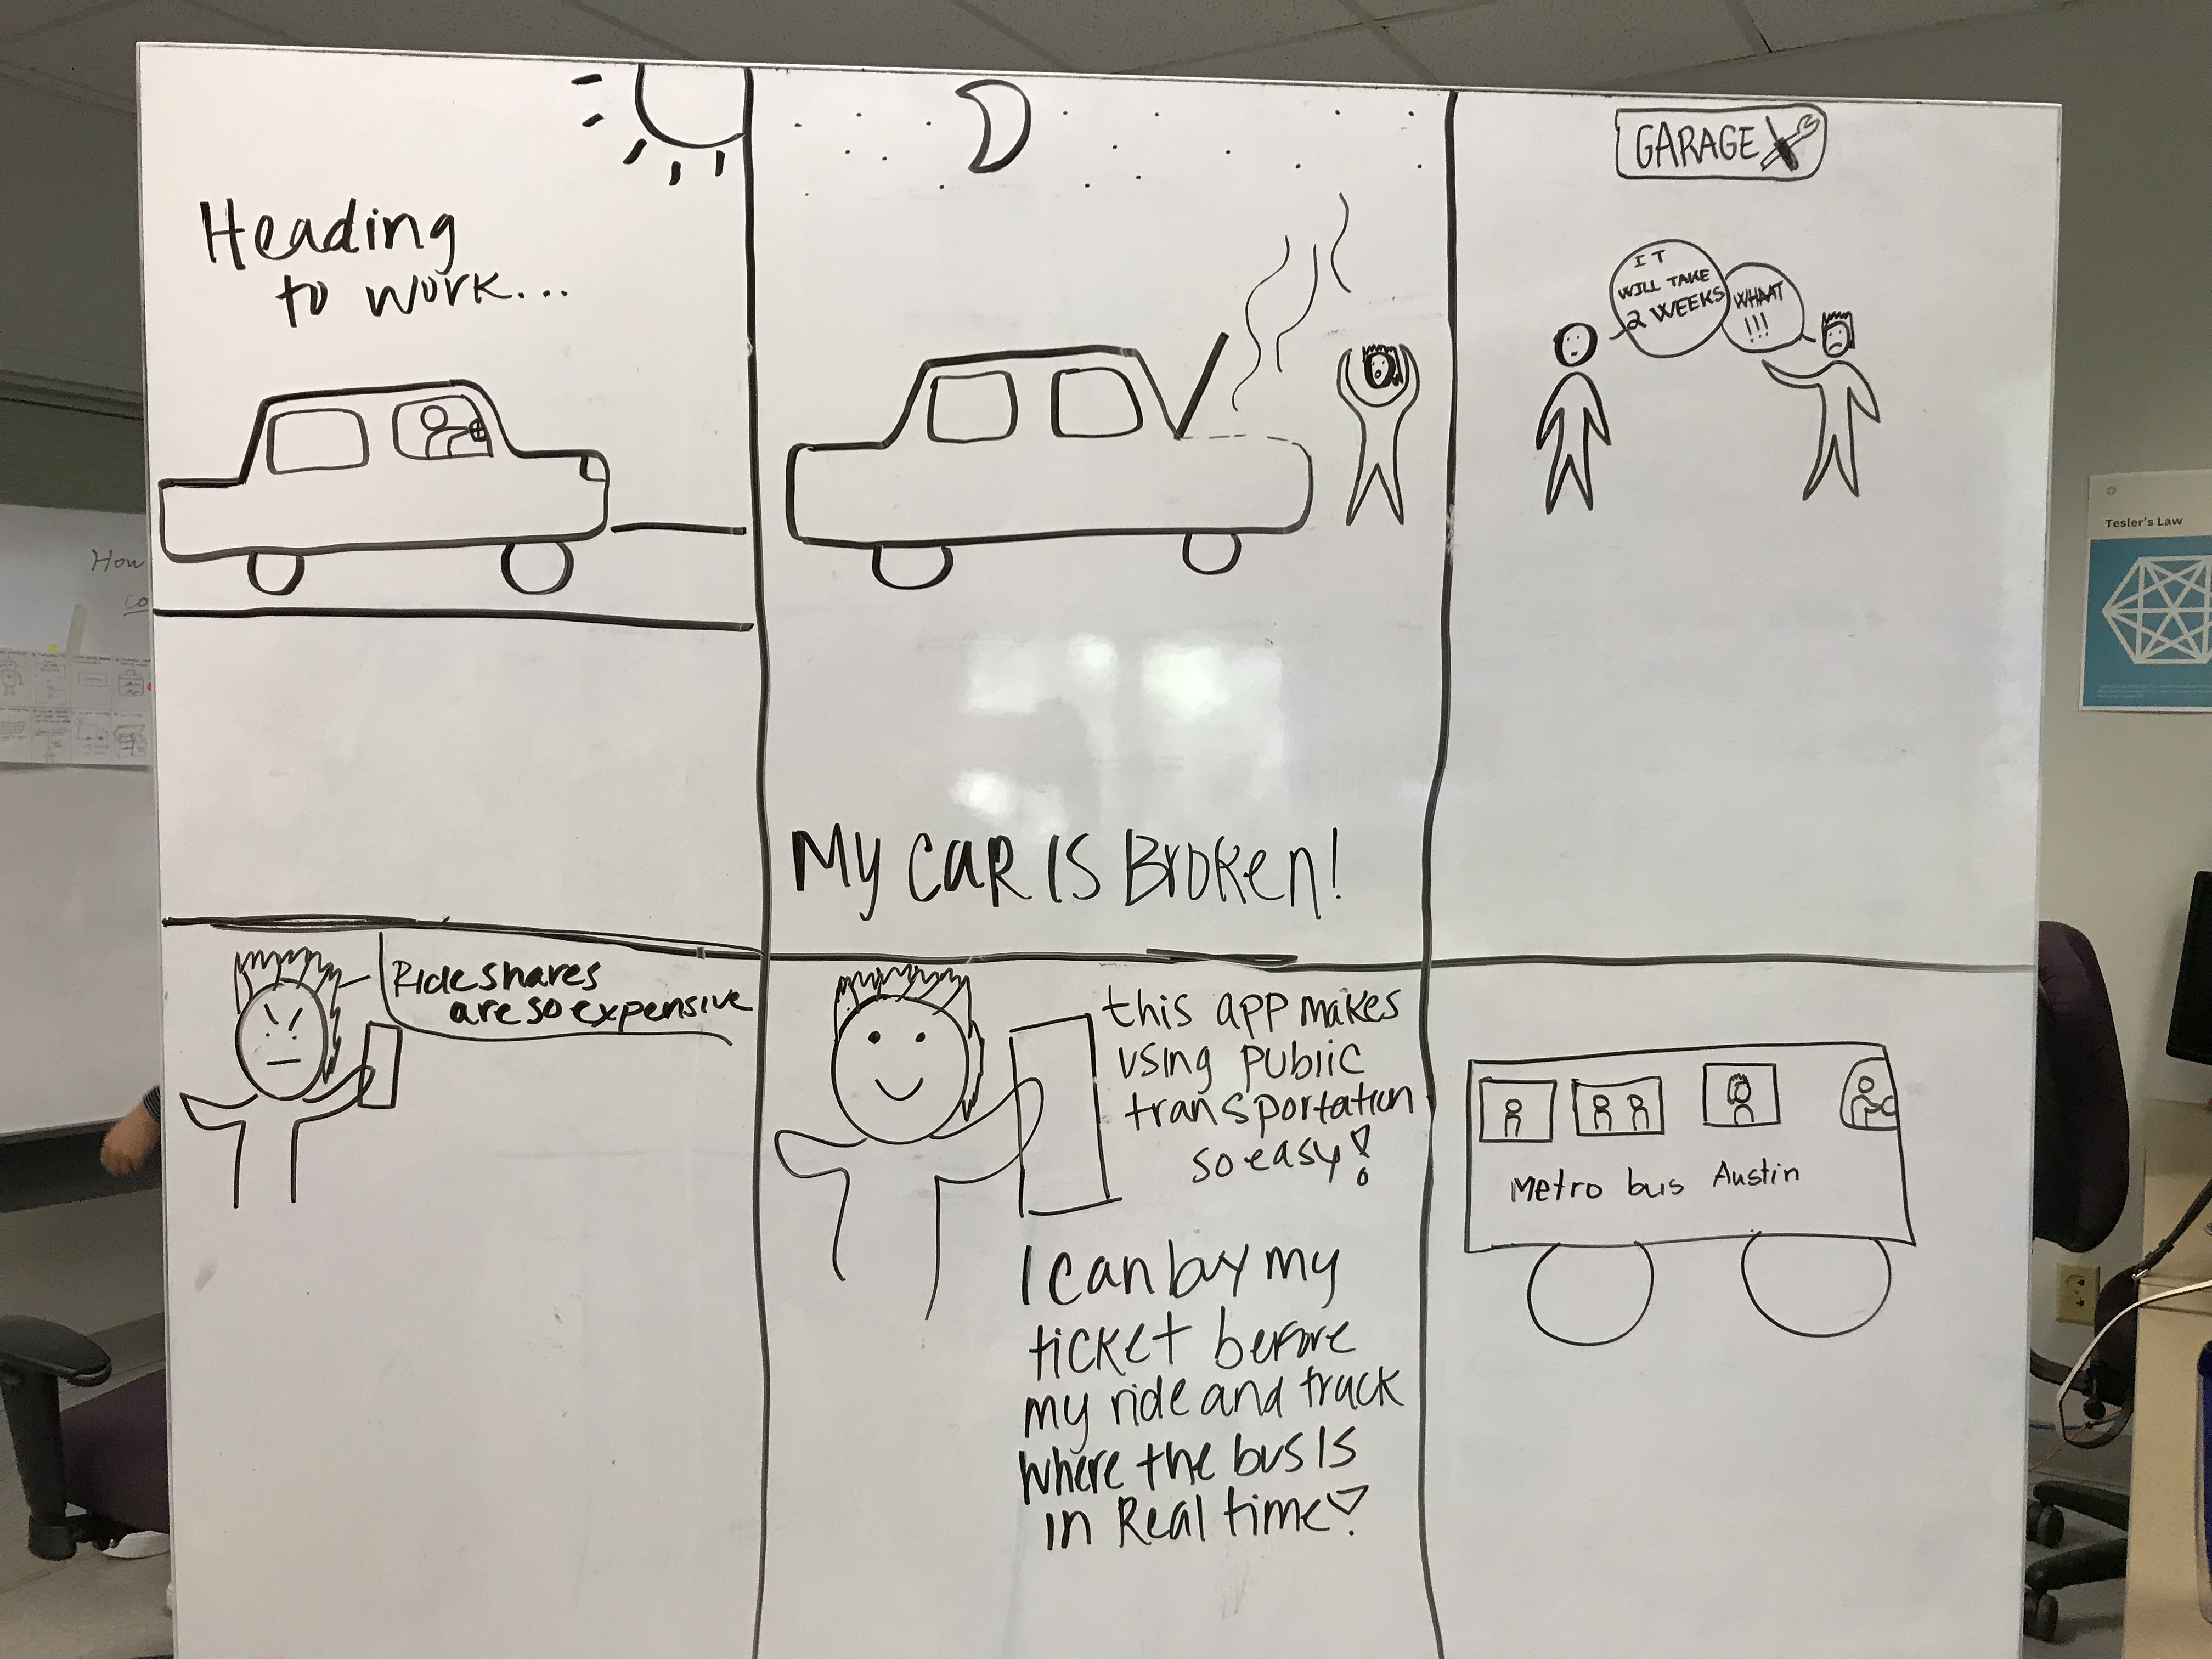 Heading
to work...
GARAGE
IT
WILL TAKE
2 WEEKS
WHAAT
!!!
MY CAR IS Broken!
Rideshares
are so expensive
this app makes
using public
transportation
so easy!
I can buy my
ticket before
my ride and track
where the bus is
in Real time!
Metro bus Austin
Tesler's Law
How
co